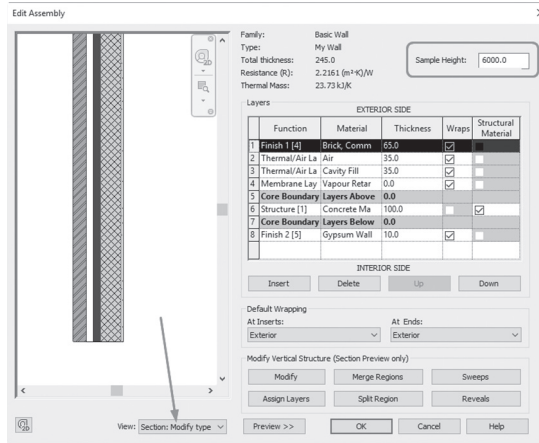 Edit Assembly
Family: Basic Wall
Type: My Wall
Total thickness: 245.0
Resistance (R): 2.2161 (m²·K)/W
Thermal Mass: 23.73 kJ/K
Sample Height: 6000.0
Layers
EXTERIOR SIDE
Function Material Thickness Wraps Structural Material
1 Finish 1 [4] Brick, Comm 65.0
2 Thermal/Air La Air 35.0
3 Thermal/Air La Cavity Fill 35.0
4 Membrane Lay Vapour Retar 0.0
5 Core Boundary Layers Above 0.0
6 Structure [1] Concrete Ma 100.0
7 Core Boundary Layers Below 0.0
8 Finish 2 [5] Gypsum Wall 10.0
INTERIOR SIDE
Insert Delete Up Down
Default Wrapping
At Inserts: At Ends:
Exterior Exterior
Modify Vertical Structure (Section Preview only)
Modify Merge Regions Sweeps
Assign Layers Split Region Reveals
View: Section: Modify type Preview >> OK Cancel Help